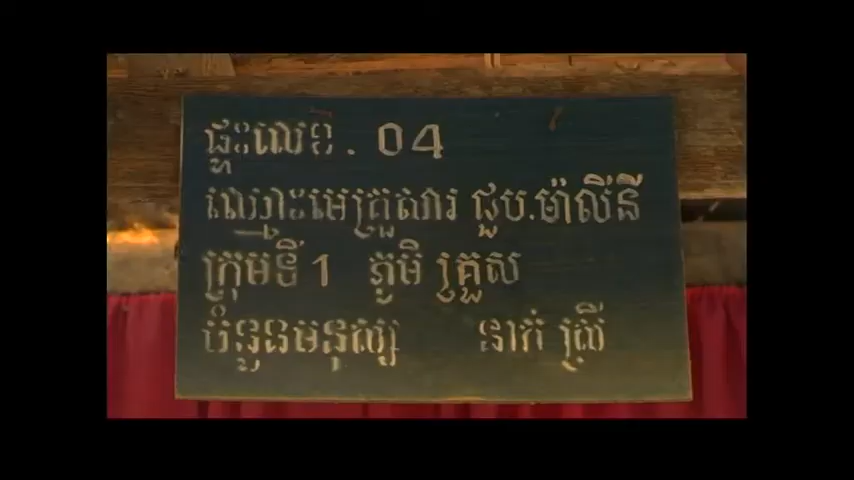 ផ្ទះលេខ. 04
ឈ្មោះមេគ្រួសារ ជួប.ម៉ាលីនី
ក្រុមទី 1 ភូមិ គ្រួស
ចំនួនមនុស្ស នាក់ ស្រី